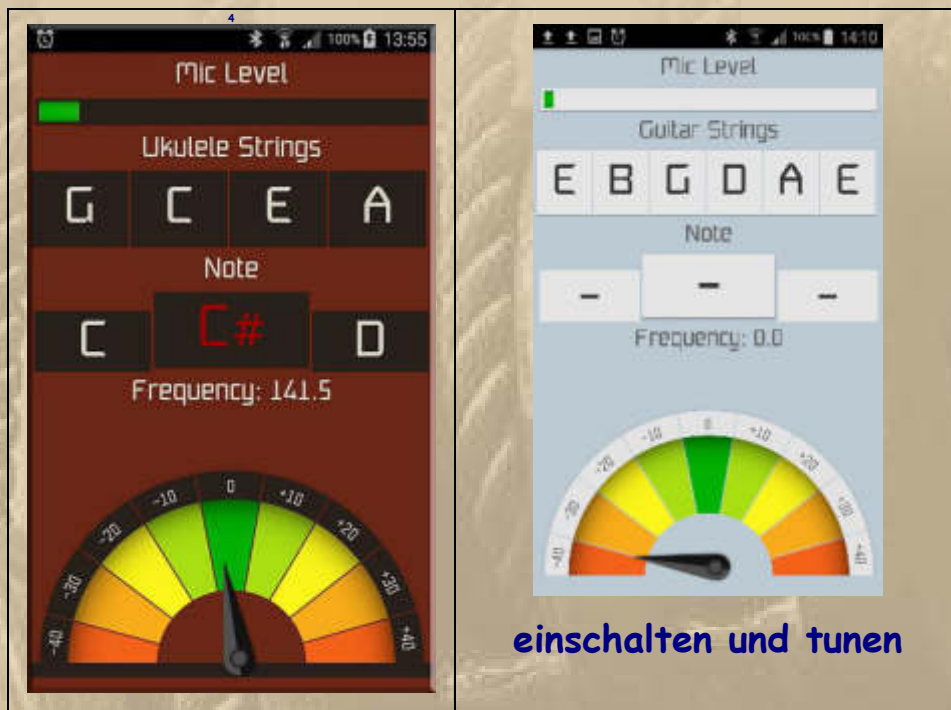 4
100% 13:55
Mic Level
Ukulele Strings
G C E A
Note
C C# D
Frequency: 141.5
-40 -30 -20 -10 0 +10 +20 +30 +40
100% 14:10
Mic Level
Guitar Strings
E B G D A E
Note
- - -
Frequency: 0.0
-40 -30 -20 -10 0 +10 +20 +30 +40
einschalten und tunen